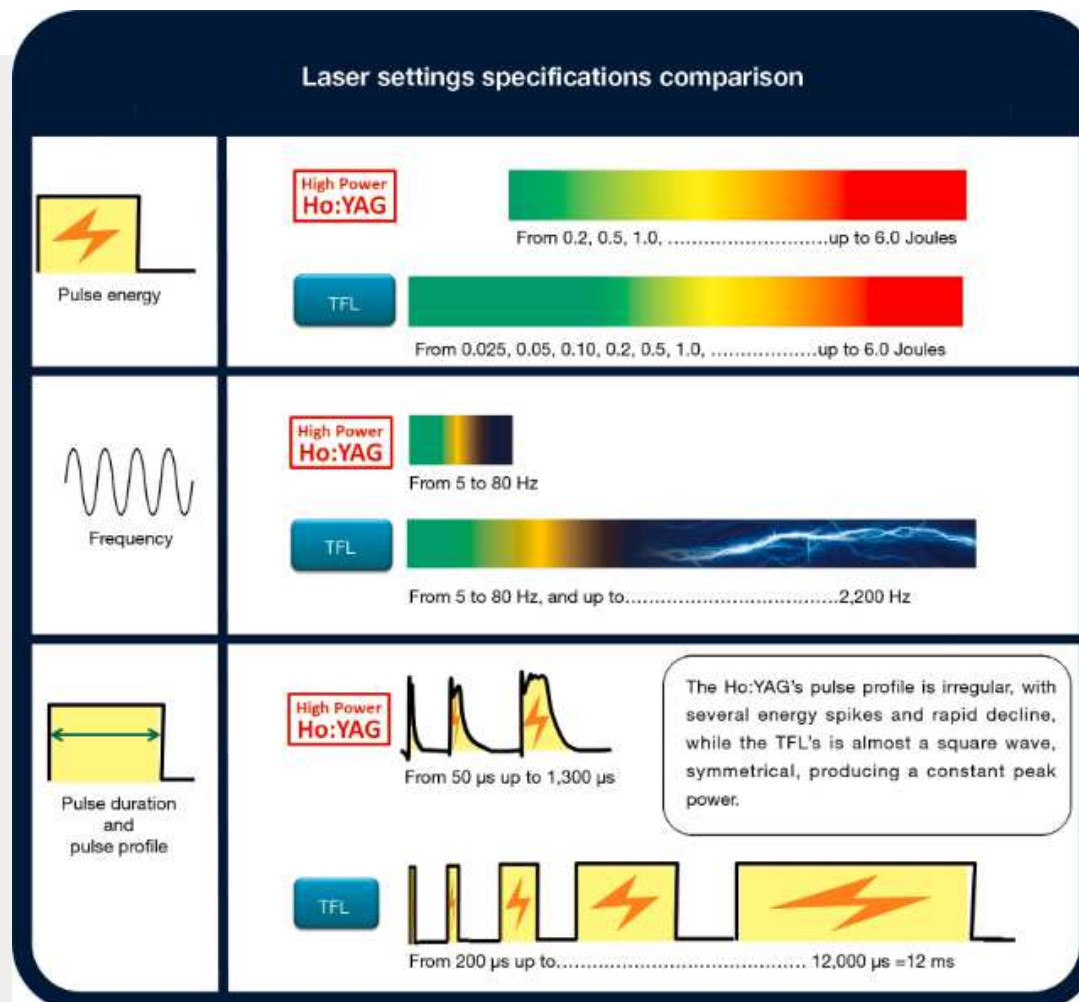 Laser settings specifications comparison
Pulse energy
High Power
Ho:YAG
From 0.2, 0.5, 1.0, ............................up to 6.0 Joules
TFL
From 0.025, 0.05, 0.10, 0.2, 0.5, 1.0, ..................up to 6.0 Joules
Frequency
High Power
Ho:YAG
From 5 to 80 Hz
TFL
From 5 to 80 Hz, and up to.....................................2,200 Hz
Pulse duration
and
pulse profile
High Power
Ho:YAG
From 50 µs up to 1,300 µs
The Ho:YAG's pulse profile is irregular, with
several energy spikes and rapid decline,
while the TFL's is almost a square wave,
symmetrical, producing a constant peak
power.
TFL
From 200 µs up to........................................... 12,000 µs =12 ms